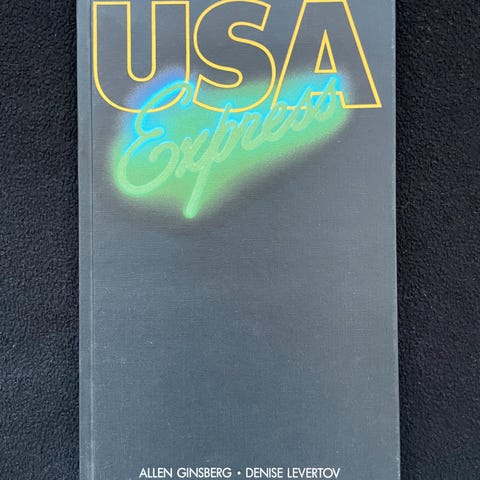 USA
Express
ALLEN GINSBERG • DENISE LEVERTOV